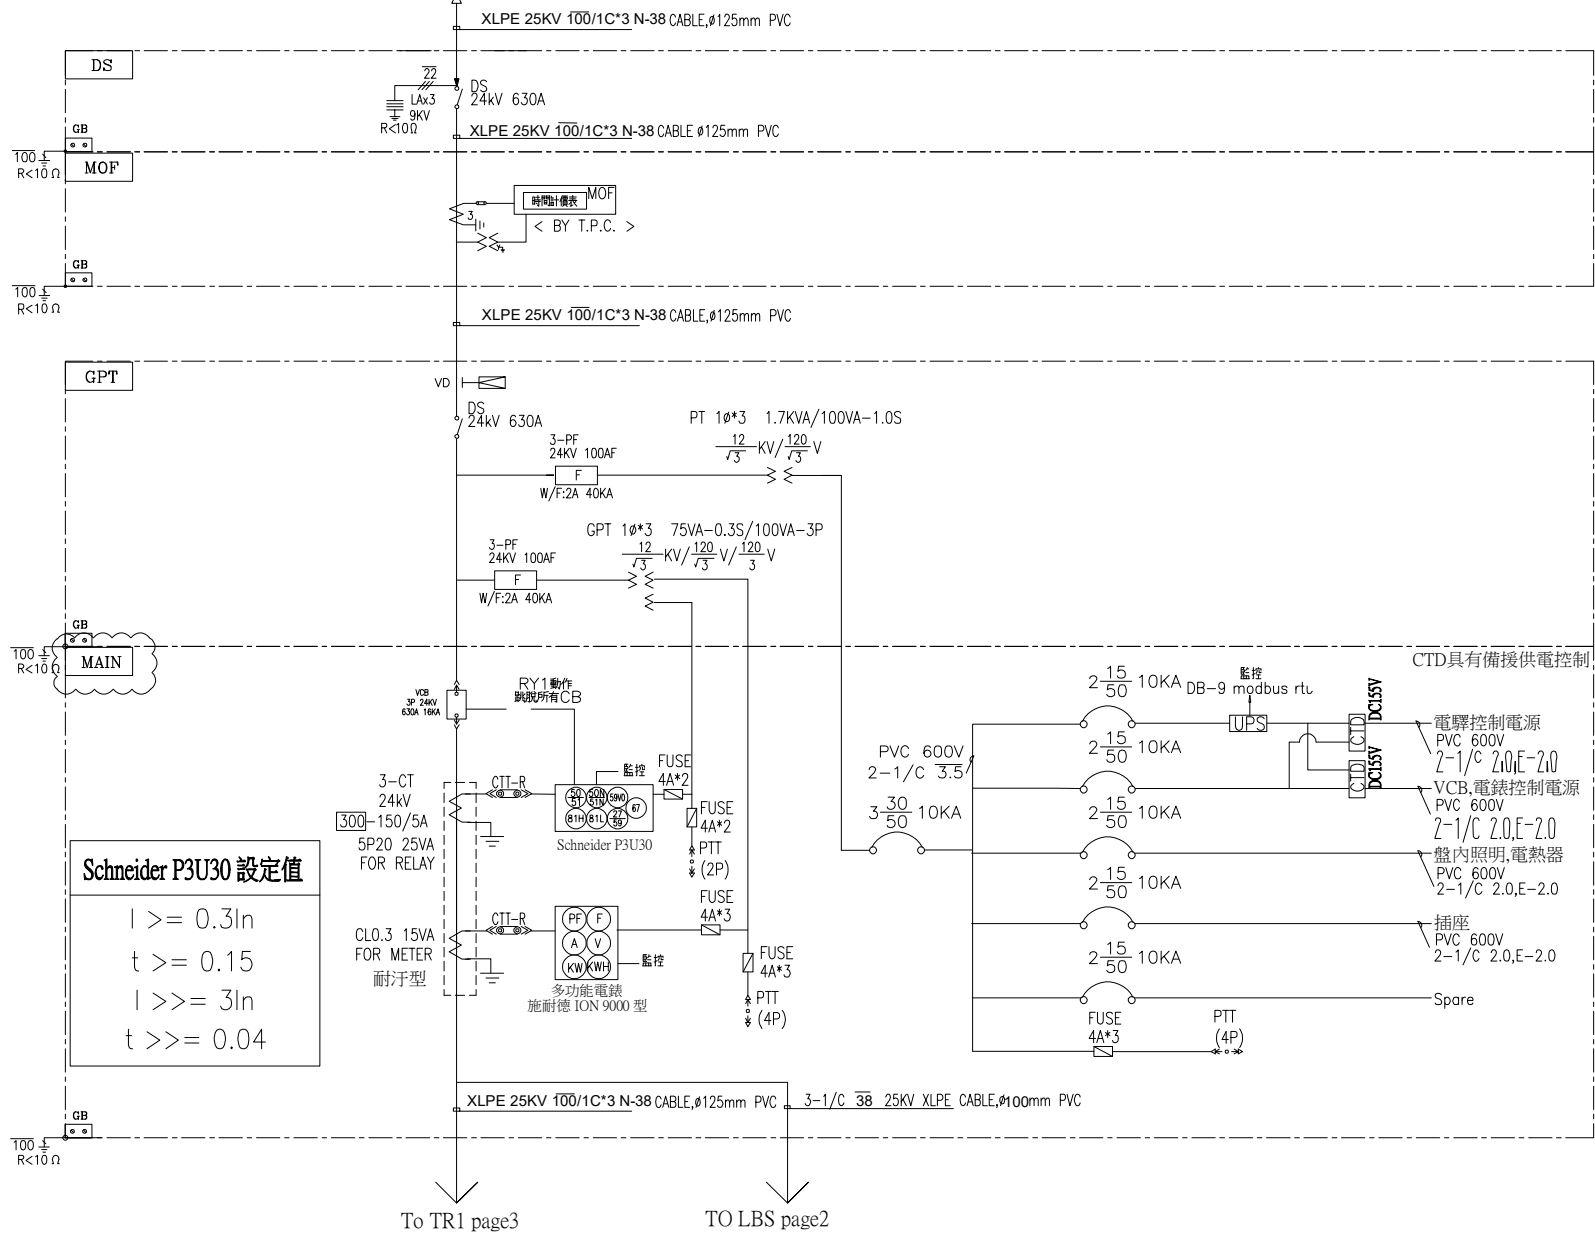 XLPE 25KV 100/1C*3 N-38 CABLE,ø125mm PVC
DS
22
LAx3
9KV
R<10Ω
DS
24kV 630A
XLPE 25KV 100/1C*3 N-38 CABLE ø125mm PVC
GB
100
R<10Ω
MOF
時間計價表
MOF
3
< BY T.P.C. >
GB
100
R<10Ω
XLPE 25KV 100/1C*3 N-38 CABLE,ø125mm PVC
GPT
VD
DS
24kV 630A
PT 1ø*3 1.7KVA/100VA-1.0S
12/√3 KV/ 120/√3 V
3-PF
24KV 100AF
F
W/F:2A 40KA
GPT 1ø*3 75VA-0.3S/100VA-3P
12/√3 KV/ 120/√3 V/ 120/3 V
3-PF
24KV 100AF
F
W/F:2A 40KA
GB
100
R<10Ω
MAIN
CTD具有備援供電控制
VCB
3P 24KV
630A 16KA
RY1動作
跳脫所有CB
3-CT
24kV
300-150/5A
5P20 25VA
FOR RELAY
CTT-R
監控
50/51
50N/51N
59V0
67
81H
81L
27/59
Schneider P3U30
FUSE
4A*2
FUSE
4A*2
PTT
(2P)
CL0.3 15VA
FOR METER
耐汙型
CTT-R
PF
F
A
V
KW
KWH
監控
多功能電錶
施耐德 ION 9000 型
FUSE
4A*3
FUSE
4A*3
PTT
(4P)
Schneider P3U30 設定值
I >= 0.3In
t >= 0.15
I >>= 3In
t >>= 0.04
PVC 600V
2-1/C 3.5
3 30/50 10KA
2 15/50 10KA
監控
DB-9 modbus rtu
UPS
CTD
DC155V
電驛控制電源
PVC 600V
2-1/C 2.0,E-2.0
2 15/50 10KA
CTD
DC155V
VCB,電錶控制電源
PVC 600V
2-1/C 2.0,E-2.0
2 15/50 10KA
盤內照明,電熱器
PVC 600V
2-1/C 2.0,E-2.0
2 15/50 10KA
插座
PVC 600V
2-1/C 2.0,E-2.0
2 15/50 10KA
Spare
FUSE
4A*3
PTT
(4P)
XLPE 25KV 100/1C*3 N-38 CABLE,ø125mm PVC
3-1/C 38 25KV XLPE CABLE,ø100mm PVC
GB
100
R<10Ω
To TR1 page3
TO LBS page2